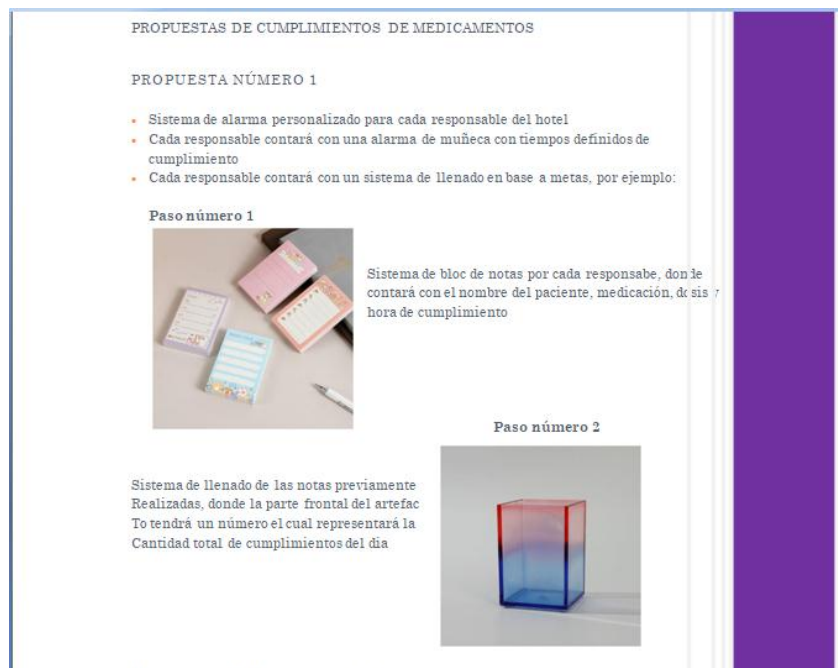 PROPUESTAS DE CUMPLIMIENTOS DE MEDICAMENTOS
PROPUESTA NÚMERO 1
Sistema de alarma personalizado para cada responsable del hotel
Cada responsable contará con una alarma de muñeca con tiempos definidos de
cumplimiento
Cada responsable contará con un sistema de llenado en base a metas, por ejemplo:
Paso número 1
Sistema de bloc de notas por cada responsabe, donde
contará con el nombre del paciente, medicación, dosis y
hora de cumplimiento
Paso número 2
Sistema de llenado de las notas previamente
Realizadas, donde la parte frontal del artefac
To tendrá un número el cual representará la
Cantidad total de cumplimientos del dia